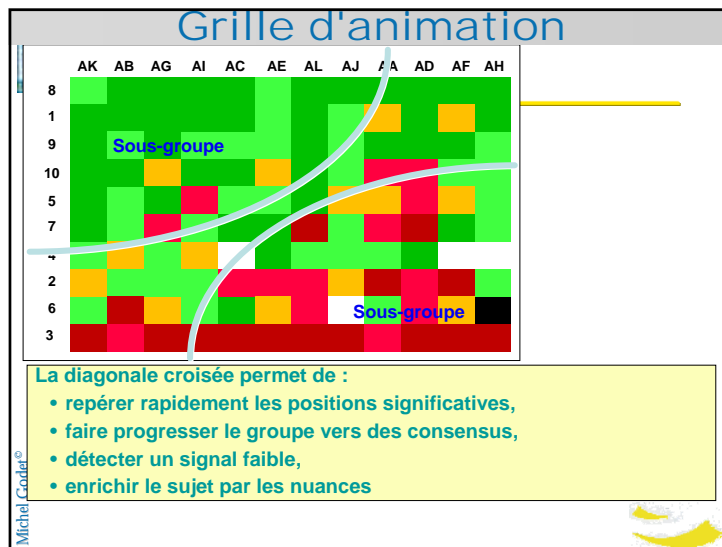 Grille d'animation
AK AB AG AI AC AE AL AJ AA AD AF AH
8
1
9
Sous-groupe
10
5
7
4
2
6
Sous-groupe
3
La diagonale croisée permet de :
• repérer rapidement les positions significatives,
• faire progresser le groupe vers des consensus,
• détecter un signal faible,
• enrichir le sujet par les nuances
Michel Godet©